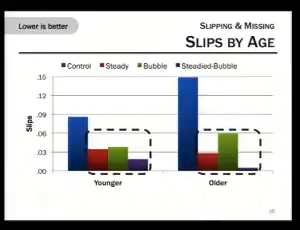 Lower is better
SLIPPING & MISSING
SLIPS BY AGE
Control Steady Bubble Steadied-Bubble
.15
.12
.09
.06
.03
.00
Slips
Younger Older